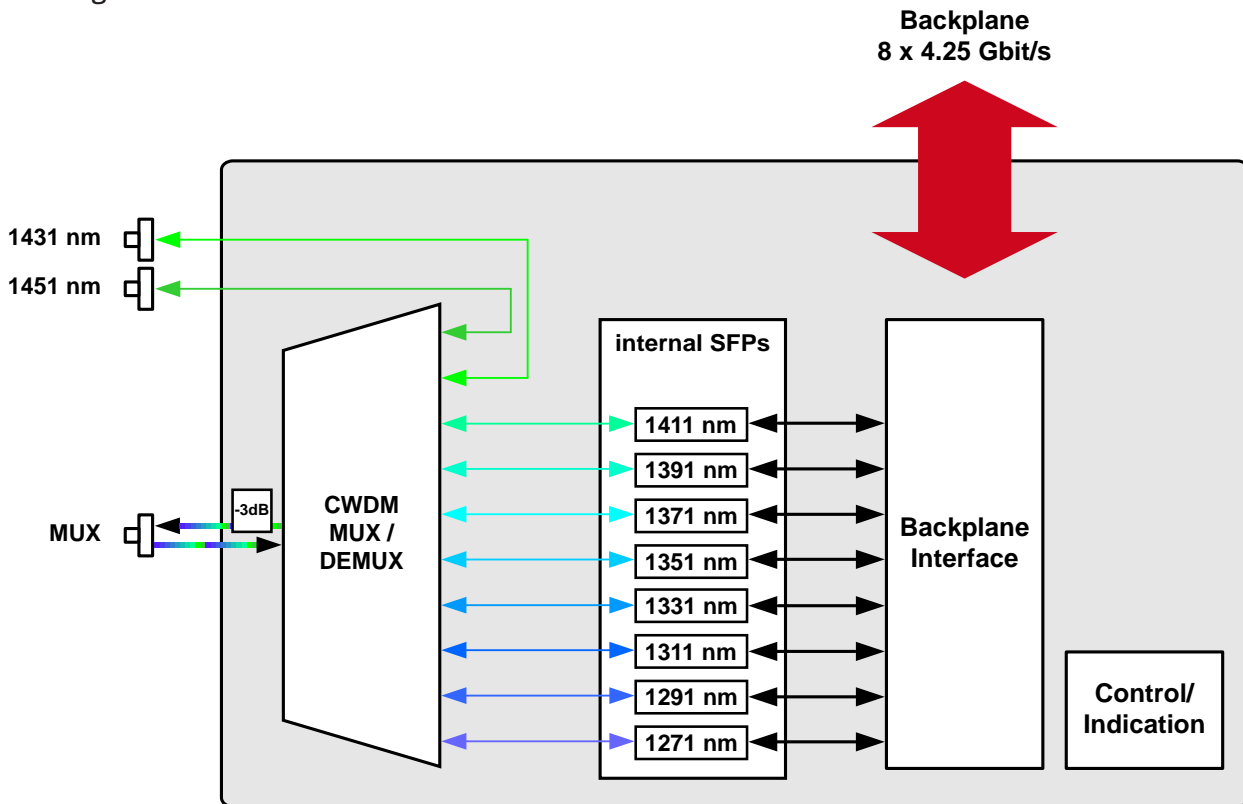 Backplane
8 x 4.25 Gbit/s
1431 nm
1451 nm
internal SFPs
1411 nm
1391 nm
1371 nm
1351 nm
1331 nm
1311 nm
1291 nm
1271 nm
-3dB
MUX
CWDM
MUX /
DEMUX
Backplane
Interface
Control/
Indication